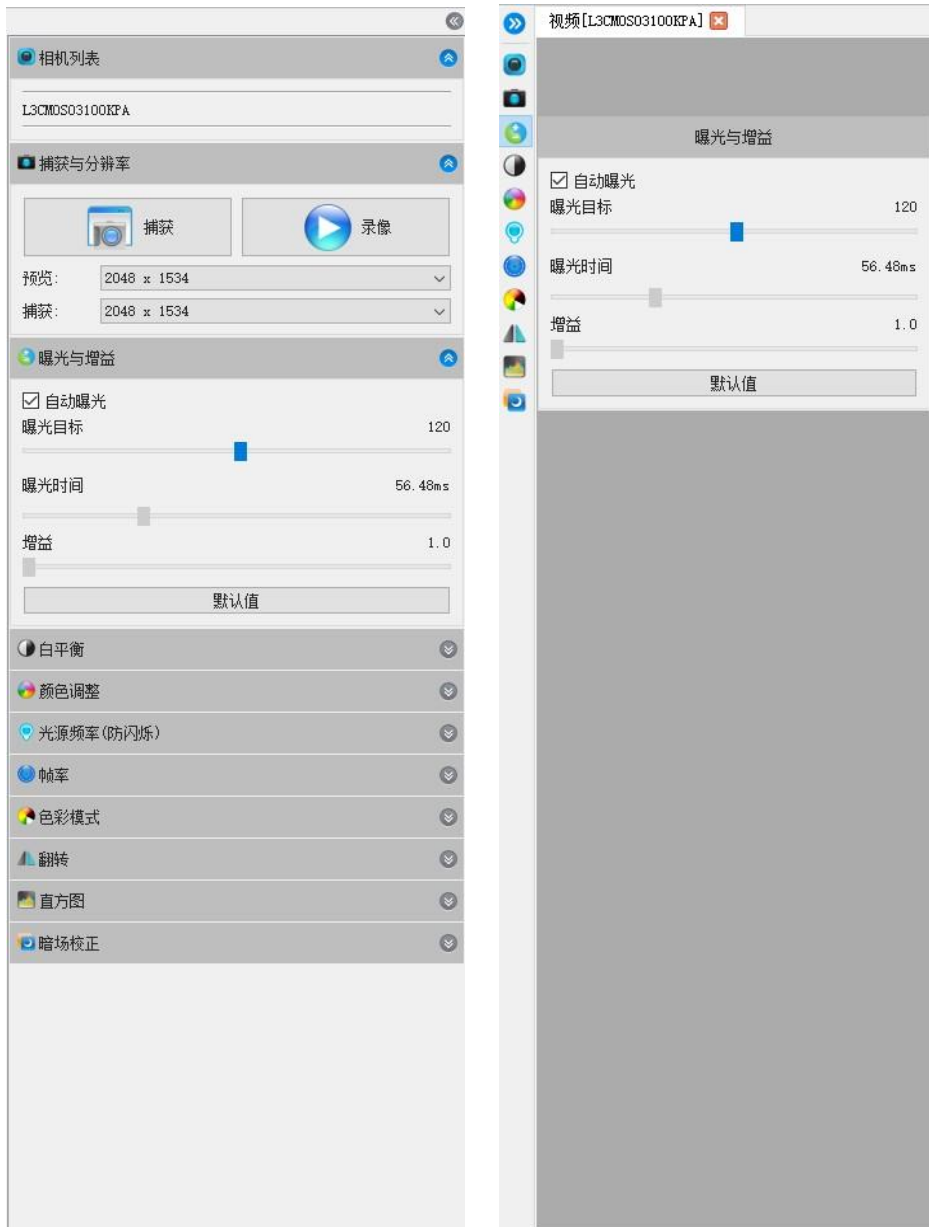 相机列表
L3CMOS03100KPA
捕获与分辨率
捕获
录像
预览:
2048 x 1534
捕获:
2048 x 1534
曝光与增益
自动曝光
曝光目标
120
曝光时间
56.48ms
增益
1.0
默认值
白平衡
颜色调整
光源频率(防闪烁)
帧率
色彩模式
翻转
直方图
暗场校正
视频[L3CMOS03100KPA]
曝光与增益
自动曝光
曝光目标
120
曝光时间
56.48ms
增益
1.0
默认值